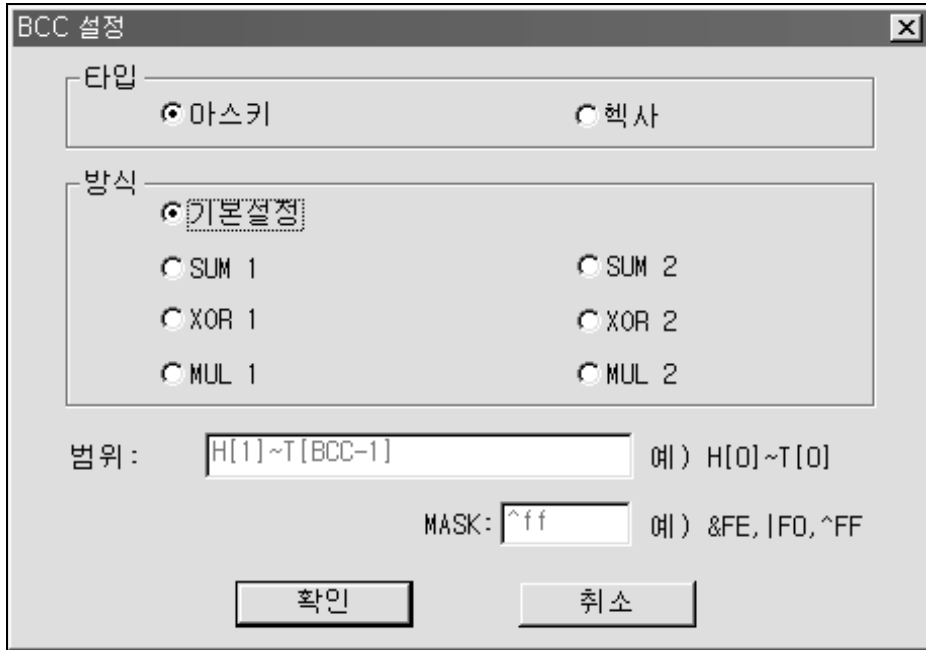 BCC 설정
타입
아스키 헥사
방식
기본설정
SUM 1 SUM 2
XOR 1 XOR 2
MUL 1 MUL 2
범위: H[1]~T[BCC-1] 예) H[0]~T[0]
MASK: ^ff 예) &FE,|F0,^FF
확인 취소